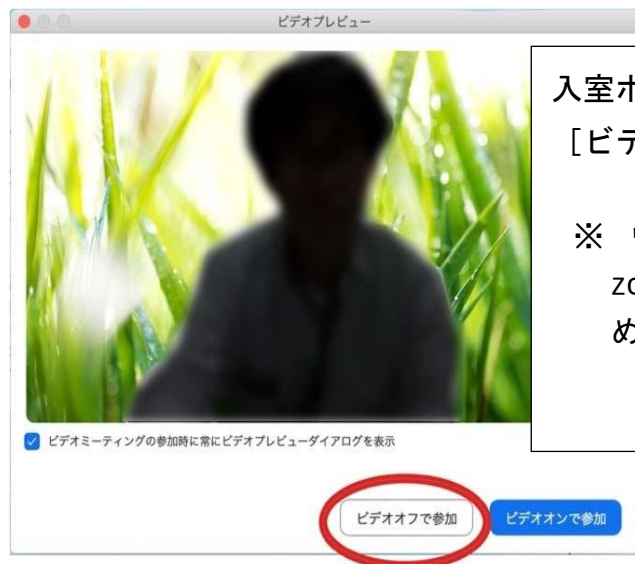 ビデオプレビュー
入室ボ
［ビデ
※
zo
め
ビデオミーティングの参加時に常にビデオプレビューダイアログを表示
ビデオオフで参加
ビデオオンで参加